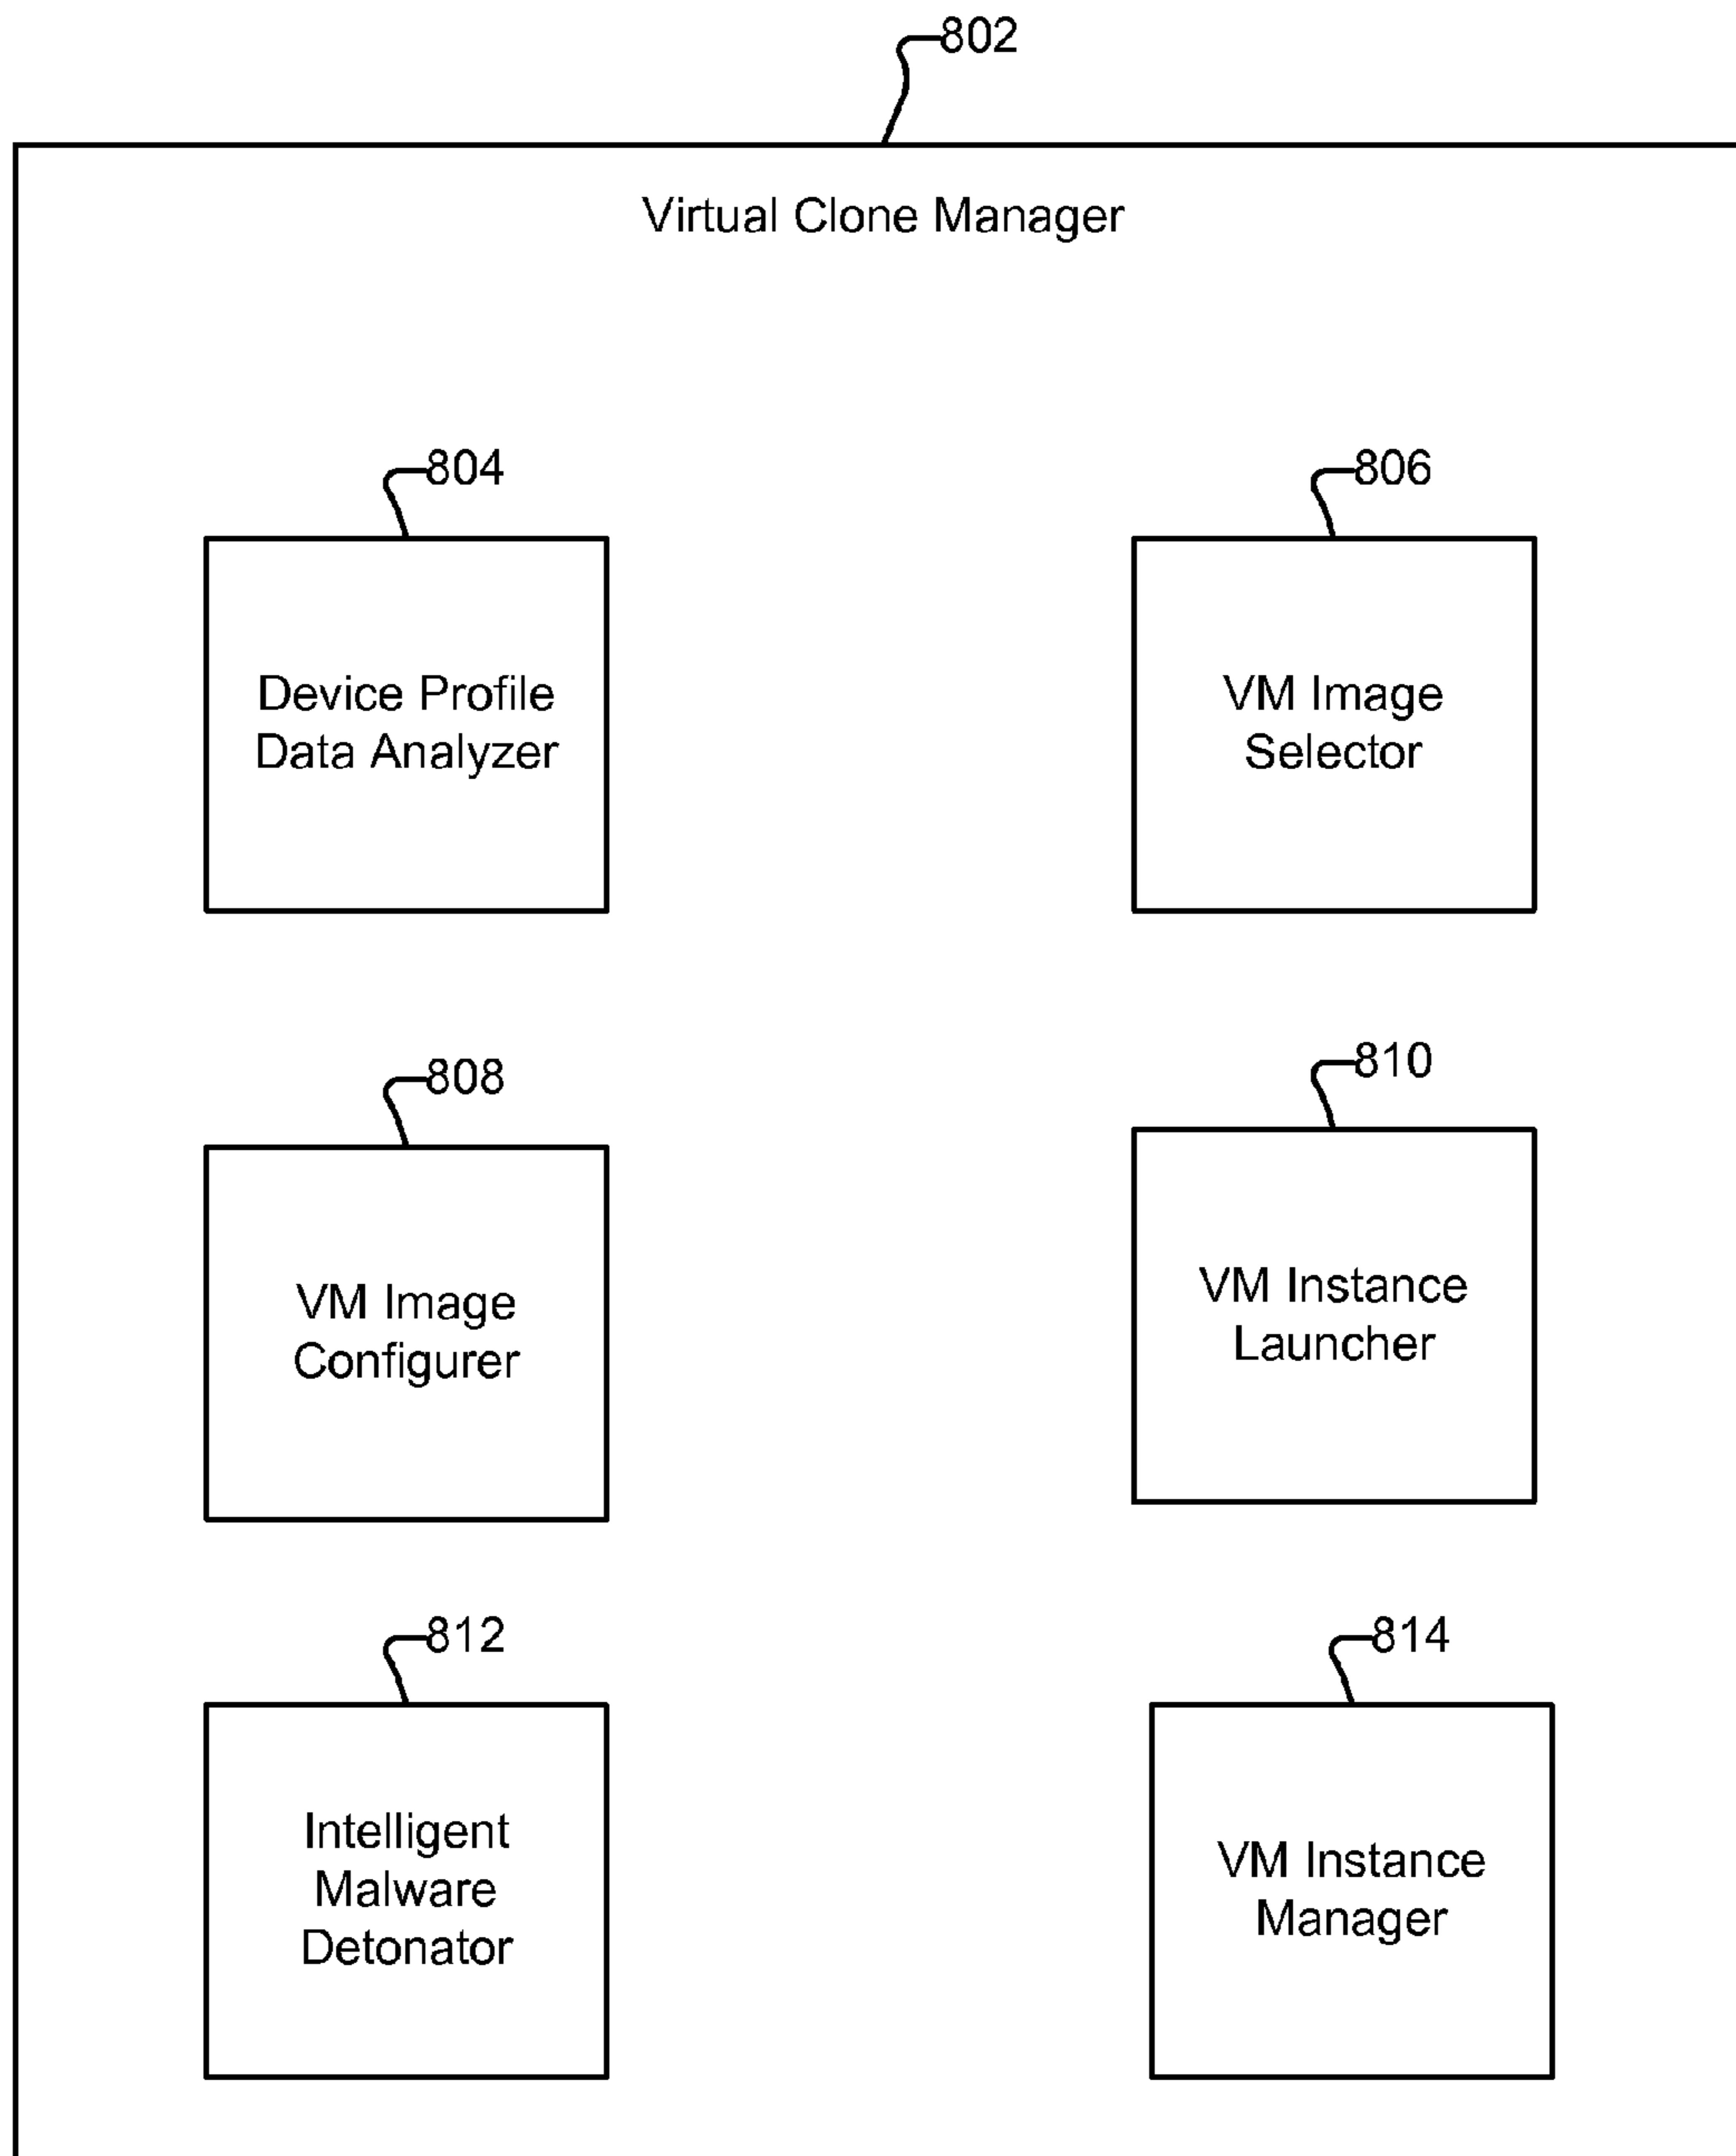 802
Virtual Clone Manager
804
806
Device Profile
Data Analyzer
VM Image
Selector
808
810
VM Image
Configurer
VM Instance
Launcher
812
814
Intelligent
Malware
Detonator
VM Instance
Manager